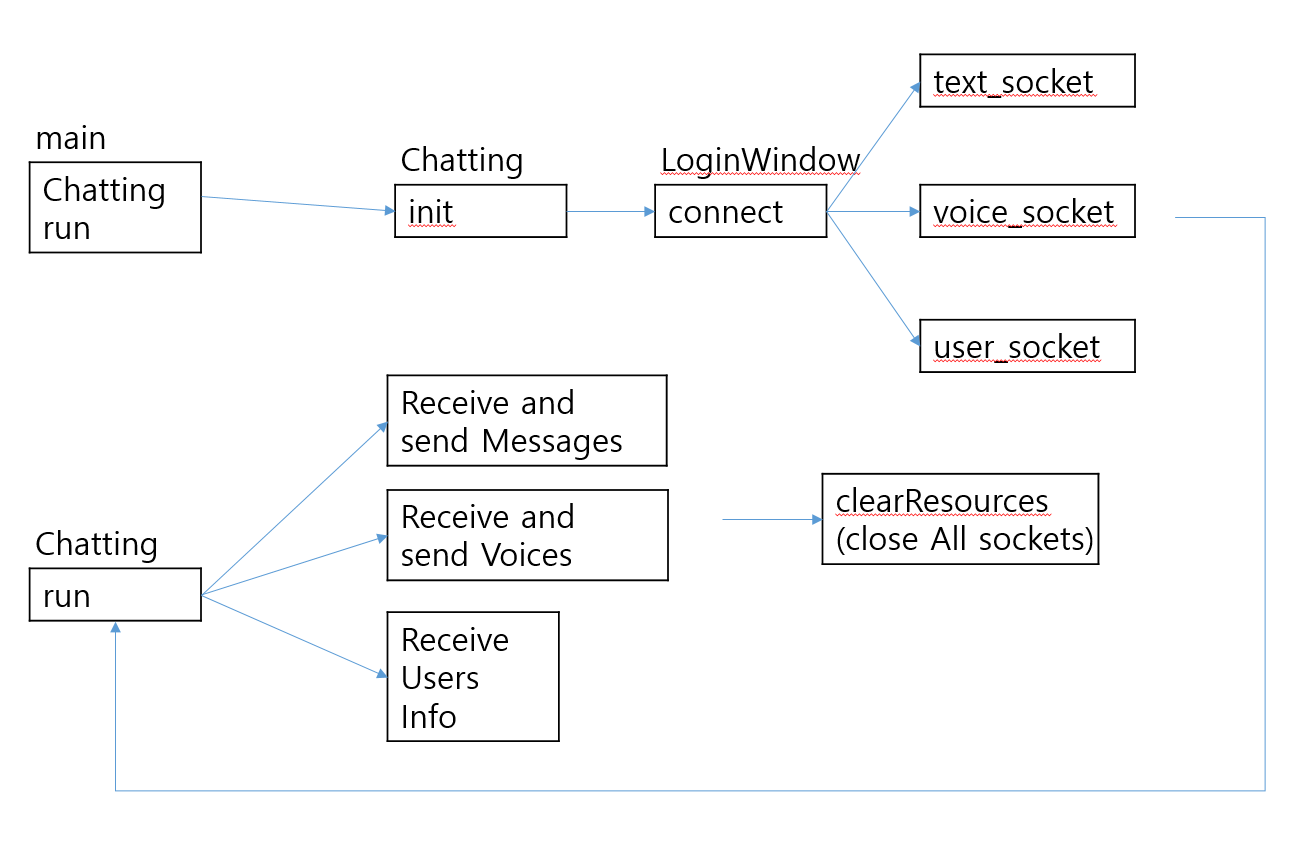 main
Chatting
run
Chatting
init
LoginWindow
connect
text_socket
voice_socket
user_socket
Chatting
run
Receive and
send Messages
Receive and
send Voices
Receive
Users
Info
clearResources
(close All sockets)